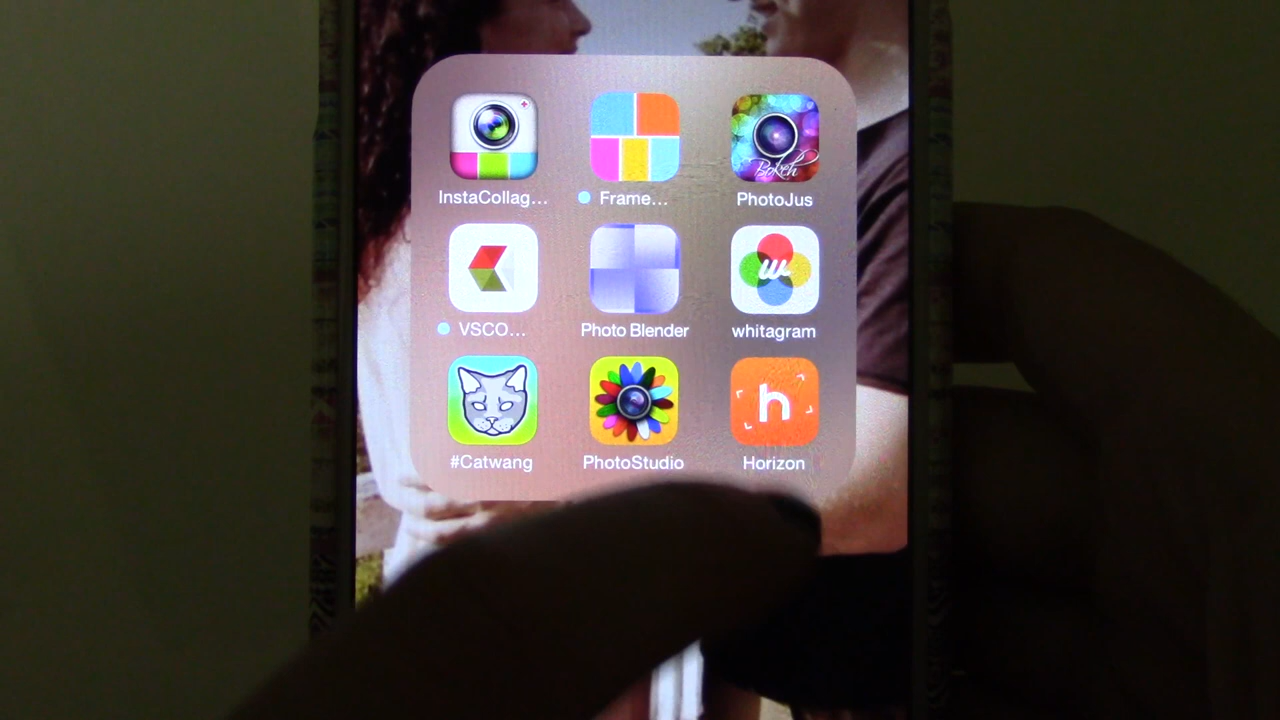 Bokeh
InstaCollag...
Frame...
PhotoJus
w
VSCO...
Photo Blender
whitagram
h
#Catwang
PhotoStudio
Horizon